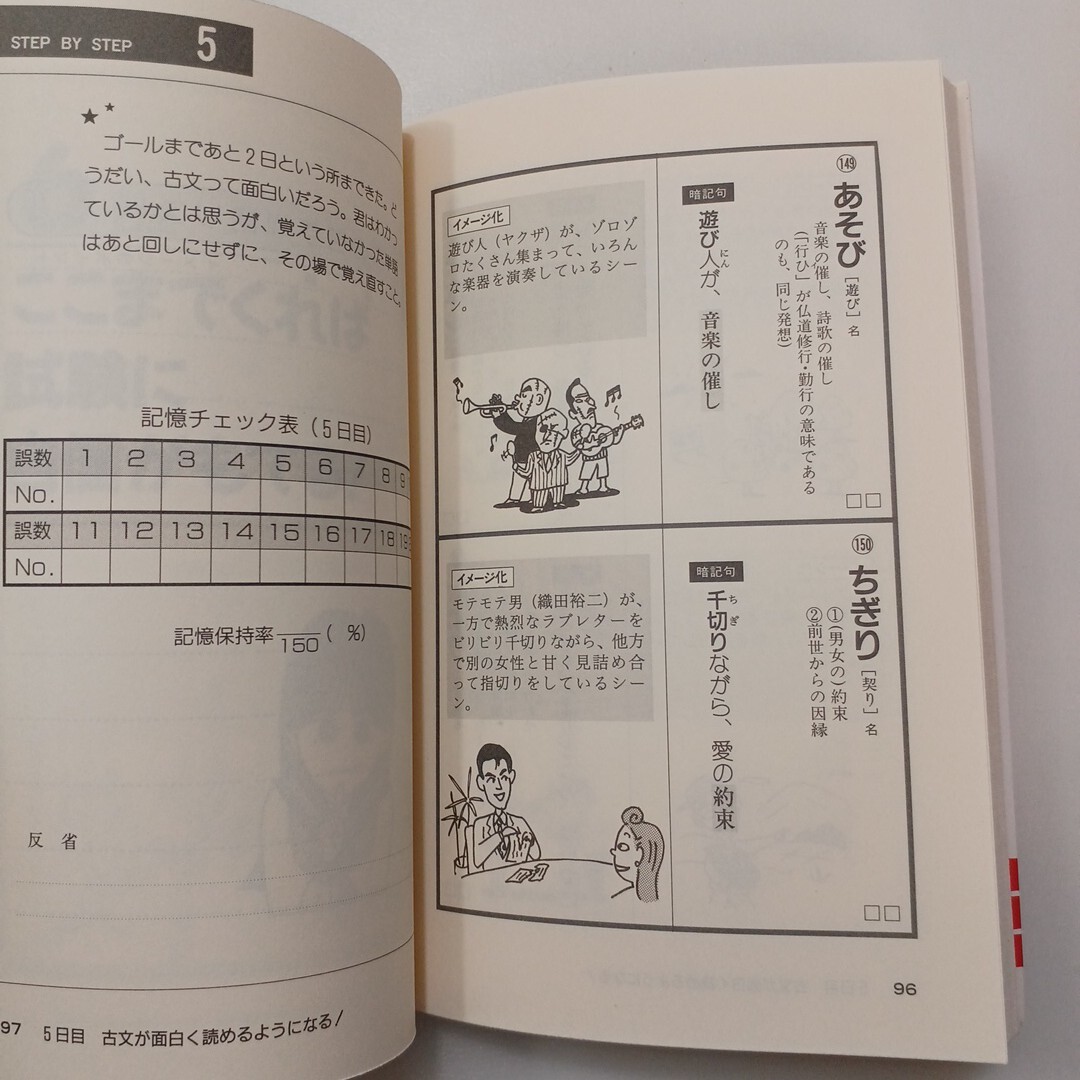 ⑭⑨ あそび［遊び］名
音楽の催し、詩歌の催し
（「行ひ」が仏道修行・勤行の意味である
のも、同じ発想）
□□
暗記句
遊び人が、音楽の催し
にん
イメージ化
遊び人（ヤクザ）が、ゾロゾ
ロたくさん集まって、いろん
な楽器を演奏しているシー
ン。
⑮⓪ ちぎり［契り］名
①（男女の）約束
②前世からの因縁
□□
暗記句
千切りながら、愛の約束
ちぎ
イメージ化
モテモテ男（織田裕二）が、
一方で熱烈なラブレターを
ビリビリ千切りながら、他方
で別の女性と甘く見詰め合
って指切りをしているシー
ン。
96
STEP BY STEP 5
ゴールまであと2日という所まできた。ど
うだい、古文って面白いだろう。君はわかっ
ているかとは思うが、覚えていなかった単語
はあと回しにせずに、その場で覚え直すこと。
記憶チェック表（5日目）
誤数 1 2 3 4 5 6 7 8 9
No.
誤数 11 12 13 14 15 16 17 18 19
No.
記憶保持率 /150 （　%）
反省
97 5日目 古文が面白く読めるようになる！